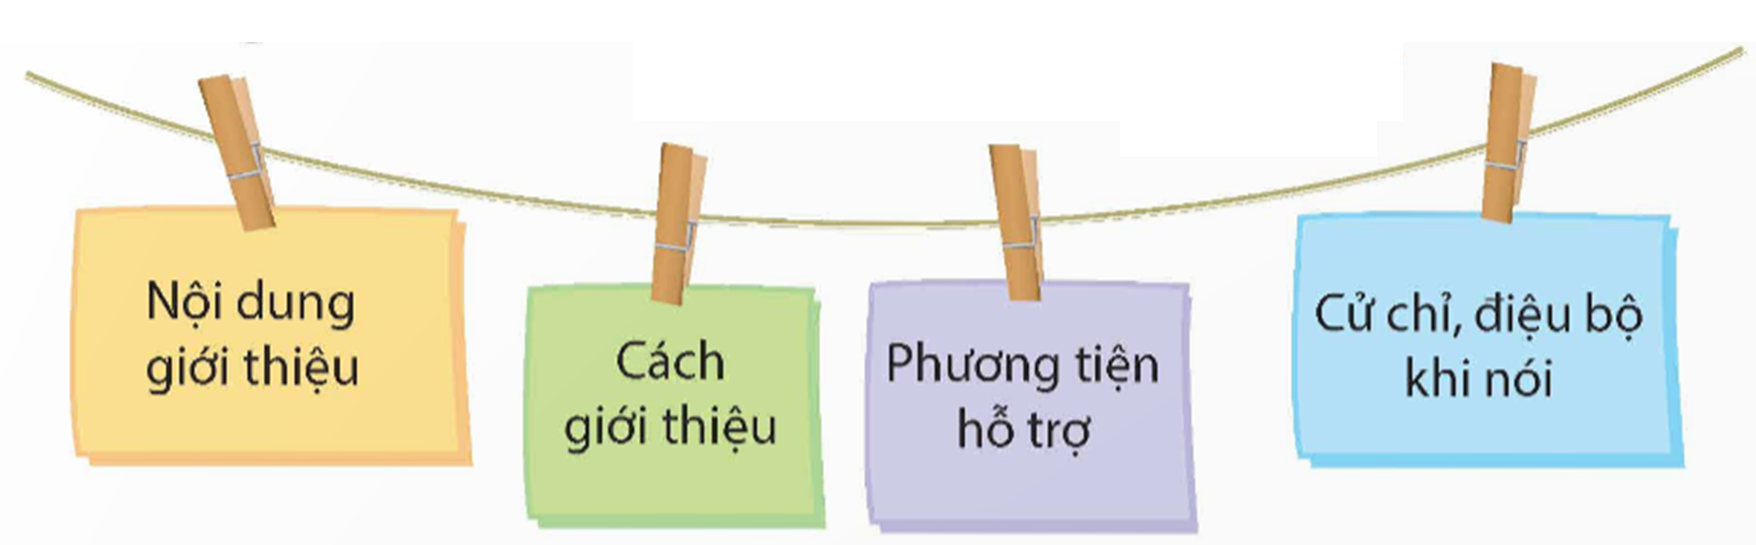 Nội dung
giới thiệu
Cách
giới thiệu
Phương tiện
hỗ trợ
Cử chỉ, điệu bộ
khi nói